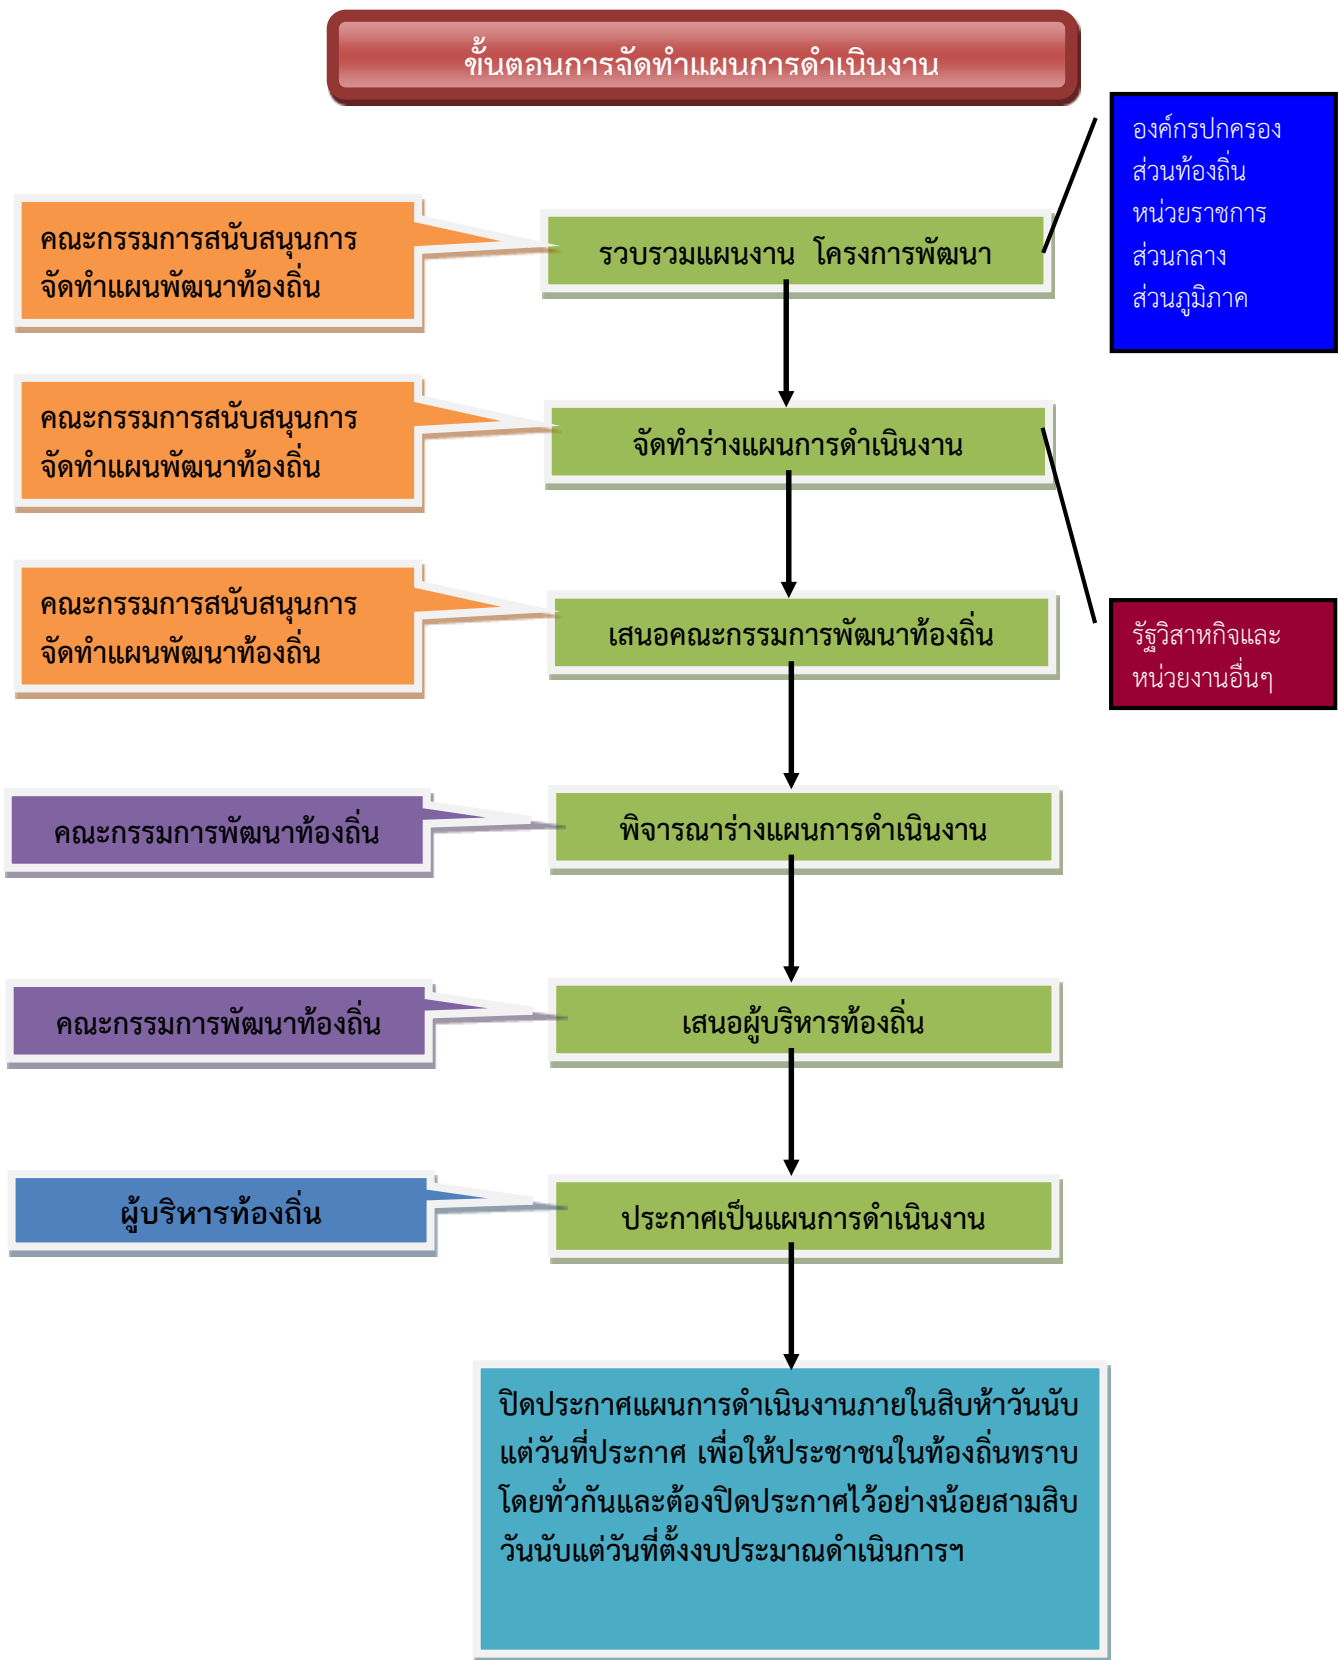 ขั้นตอนการจัดทำแผนการดำเนินงาน
องค์กรปกครอง
ส่วนท้องถิ่น
หน่วยราชการ
ส่วนกลาง
ส่วนภูมิภาค
คณะกรรมการสนับสนุนการ
จัดทำแผนพัฒนาท้องถิ่น
รวบรวมแผนงาน โครงการพัฒนา
คณะกรรมการสนับสนุนการ
จัดทำแผนพัฒนาท้องถิ่น
จัดทำร่างแผนการดำเนินงาน
คณะกรรมการสนับสนุนการ
จัดทำแผนพัฒนาท้องถิ่น
เสนอคณะกรรมการพัฒนาท้องถิ่น
รัฐวิสาหกิจและ
หน่วยงานอื่นๆ
คณะกรรมการพัฒนาท้องถิ่น
พิจารณาร่างแผนการดำเนินงาน
คณะกรรมการพัฒนาท้องถิ่น
เสนอผู้บริหารท้องถิ่น
ผู้บริหารท้องถิ่น
ประกาศเป็นแผนการดำเนินงาน
ปิดประกาศแผนการดำเนินงานภายในสิบห้าวันนับ
แต่วันที่ประกาศ เพื่อให้ประชาชนในท้องถิ่นทราบ
โดยทั่วกันและต้องปิดประกาศไว้อย่างน้อยสามสิบ
วันนับแต่วันที่ตั้งงบประมาณดำเนินการฯ